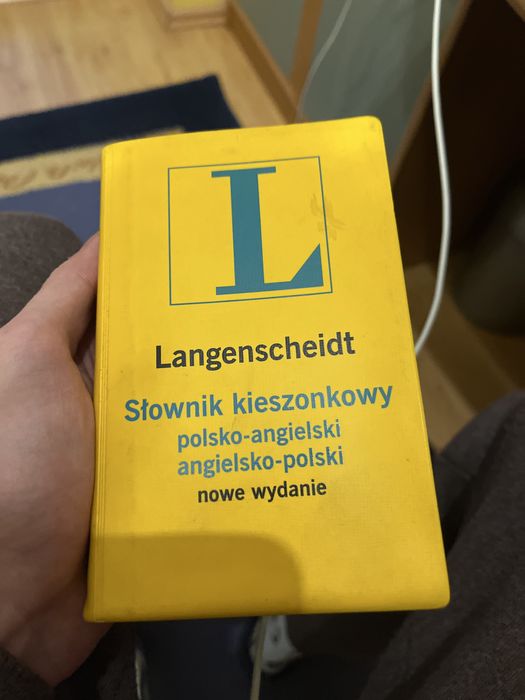 L
Langenscheidt
Słownik kieszonkowy
polsko-angielski
angielsko-polski
nowe wydanie